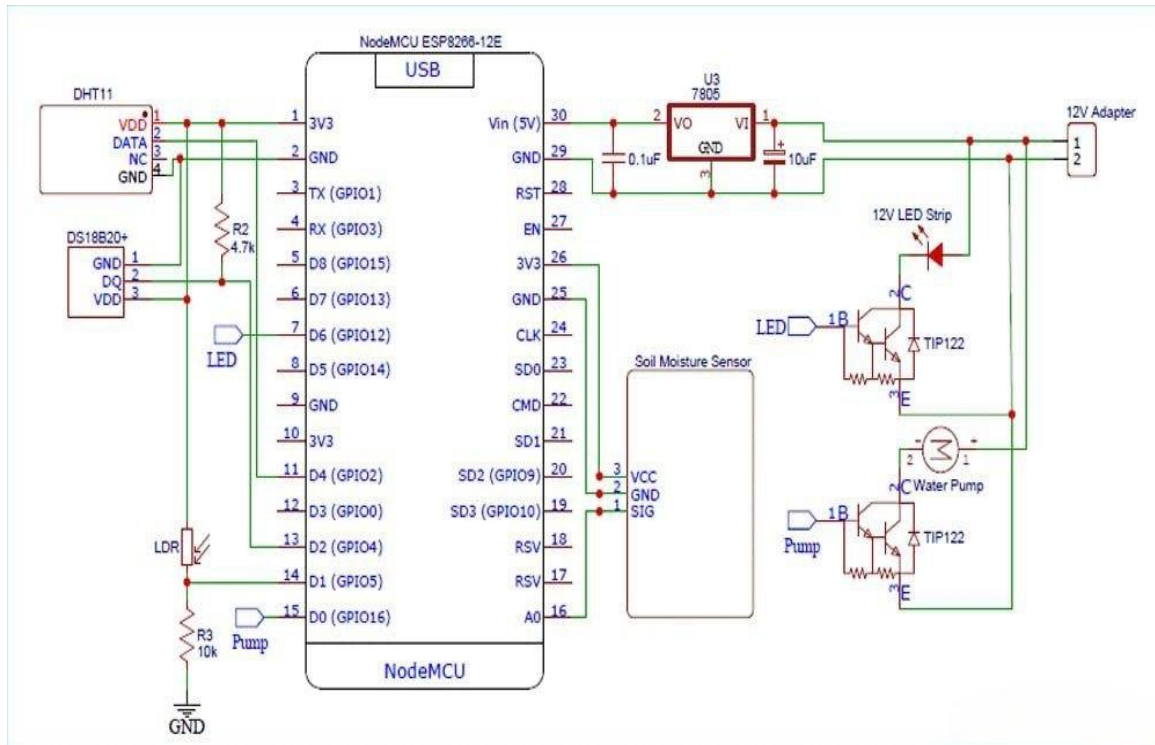 NodeMCU ESP8266-12E
USB
DHT11
VDD 1
DATA 2
NC 3
GND 4
DS18B20+
GND 1
DQ 2
VDD 3
R2
4.7k
LED
LDR
R3
10k
GND
Pump
1 3V3
2 GND
3 TX (GPIO1)
4 RX (GPIO3)
5 D8 (GPIO15)
6 D7 (GPIO13)
7 D6 (GPIO12)
8 D5 (GPIO14)
9 GND
10 3V3
11 D4 (GPIO2)
12 D3 (GPIO0)
13 D2 (GPIO4)
14 D1 (GPIO5)
15 D0 (GPIO16)
Vin (5V) 30
GND 29
RST 28
EN 27
3V3 26
GND 25
CLK 24
SD0 23
CMD 22
SD1 21
SD2 (GPIO9) 20
SD3 (GPIO10) 19
RSV 18
RSV 17
A0 16
NodeMCU
U3
7805
2 VO VI 1
GND
3
0.1uF
+
10uF
12V Adapter
1
2
12V LED Strip
2 C
LED 1 B
TIP122
3 E
Soil Moisture Sensor
3 VCC
2 GND
1 SIG
- +
2 1
Water Pump
2 C
Pump 1 B
TIP122
3 E